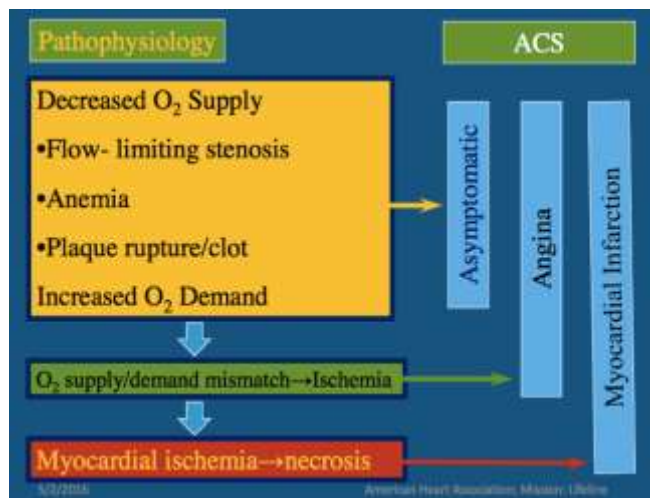 Pathophysiology
ACS
Decreased O₂ Supply
•Flow- limiting stenosis
•Anemia
•Plaque rupture/clot
Increased O₂ Demand
Asymptomatic
Angina
Myocardial Infarction
O₂ supply/demand mismatch→Ischemia
Myocardial ischemia→necrosis
American Heart Association, Mission: Lifeline